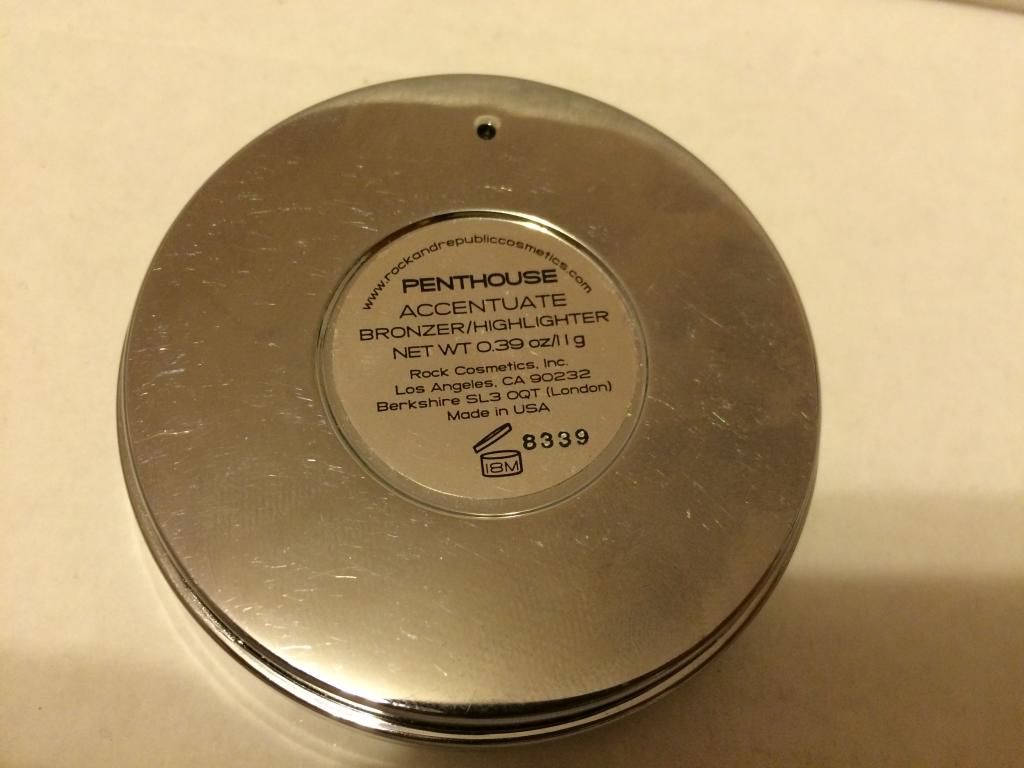 www.rockandrepubliccosmetics.com
PENTHOUSE
ACCENTUATE
BRONZER/HIGHLIGHTER
NET WT 0.39 oz/11g
Rock Cosmetics, Inc.
Los Angeles, CA 90232
Berkshire SL3 0QT (London)
Made in USA
8339
18M